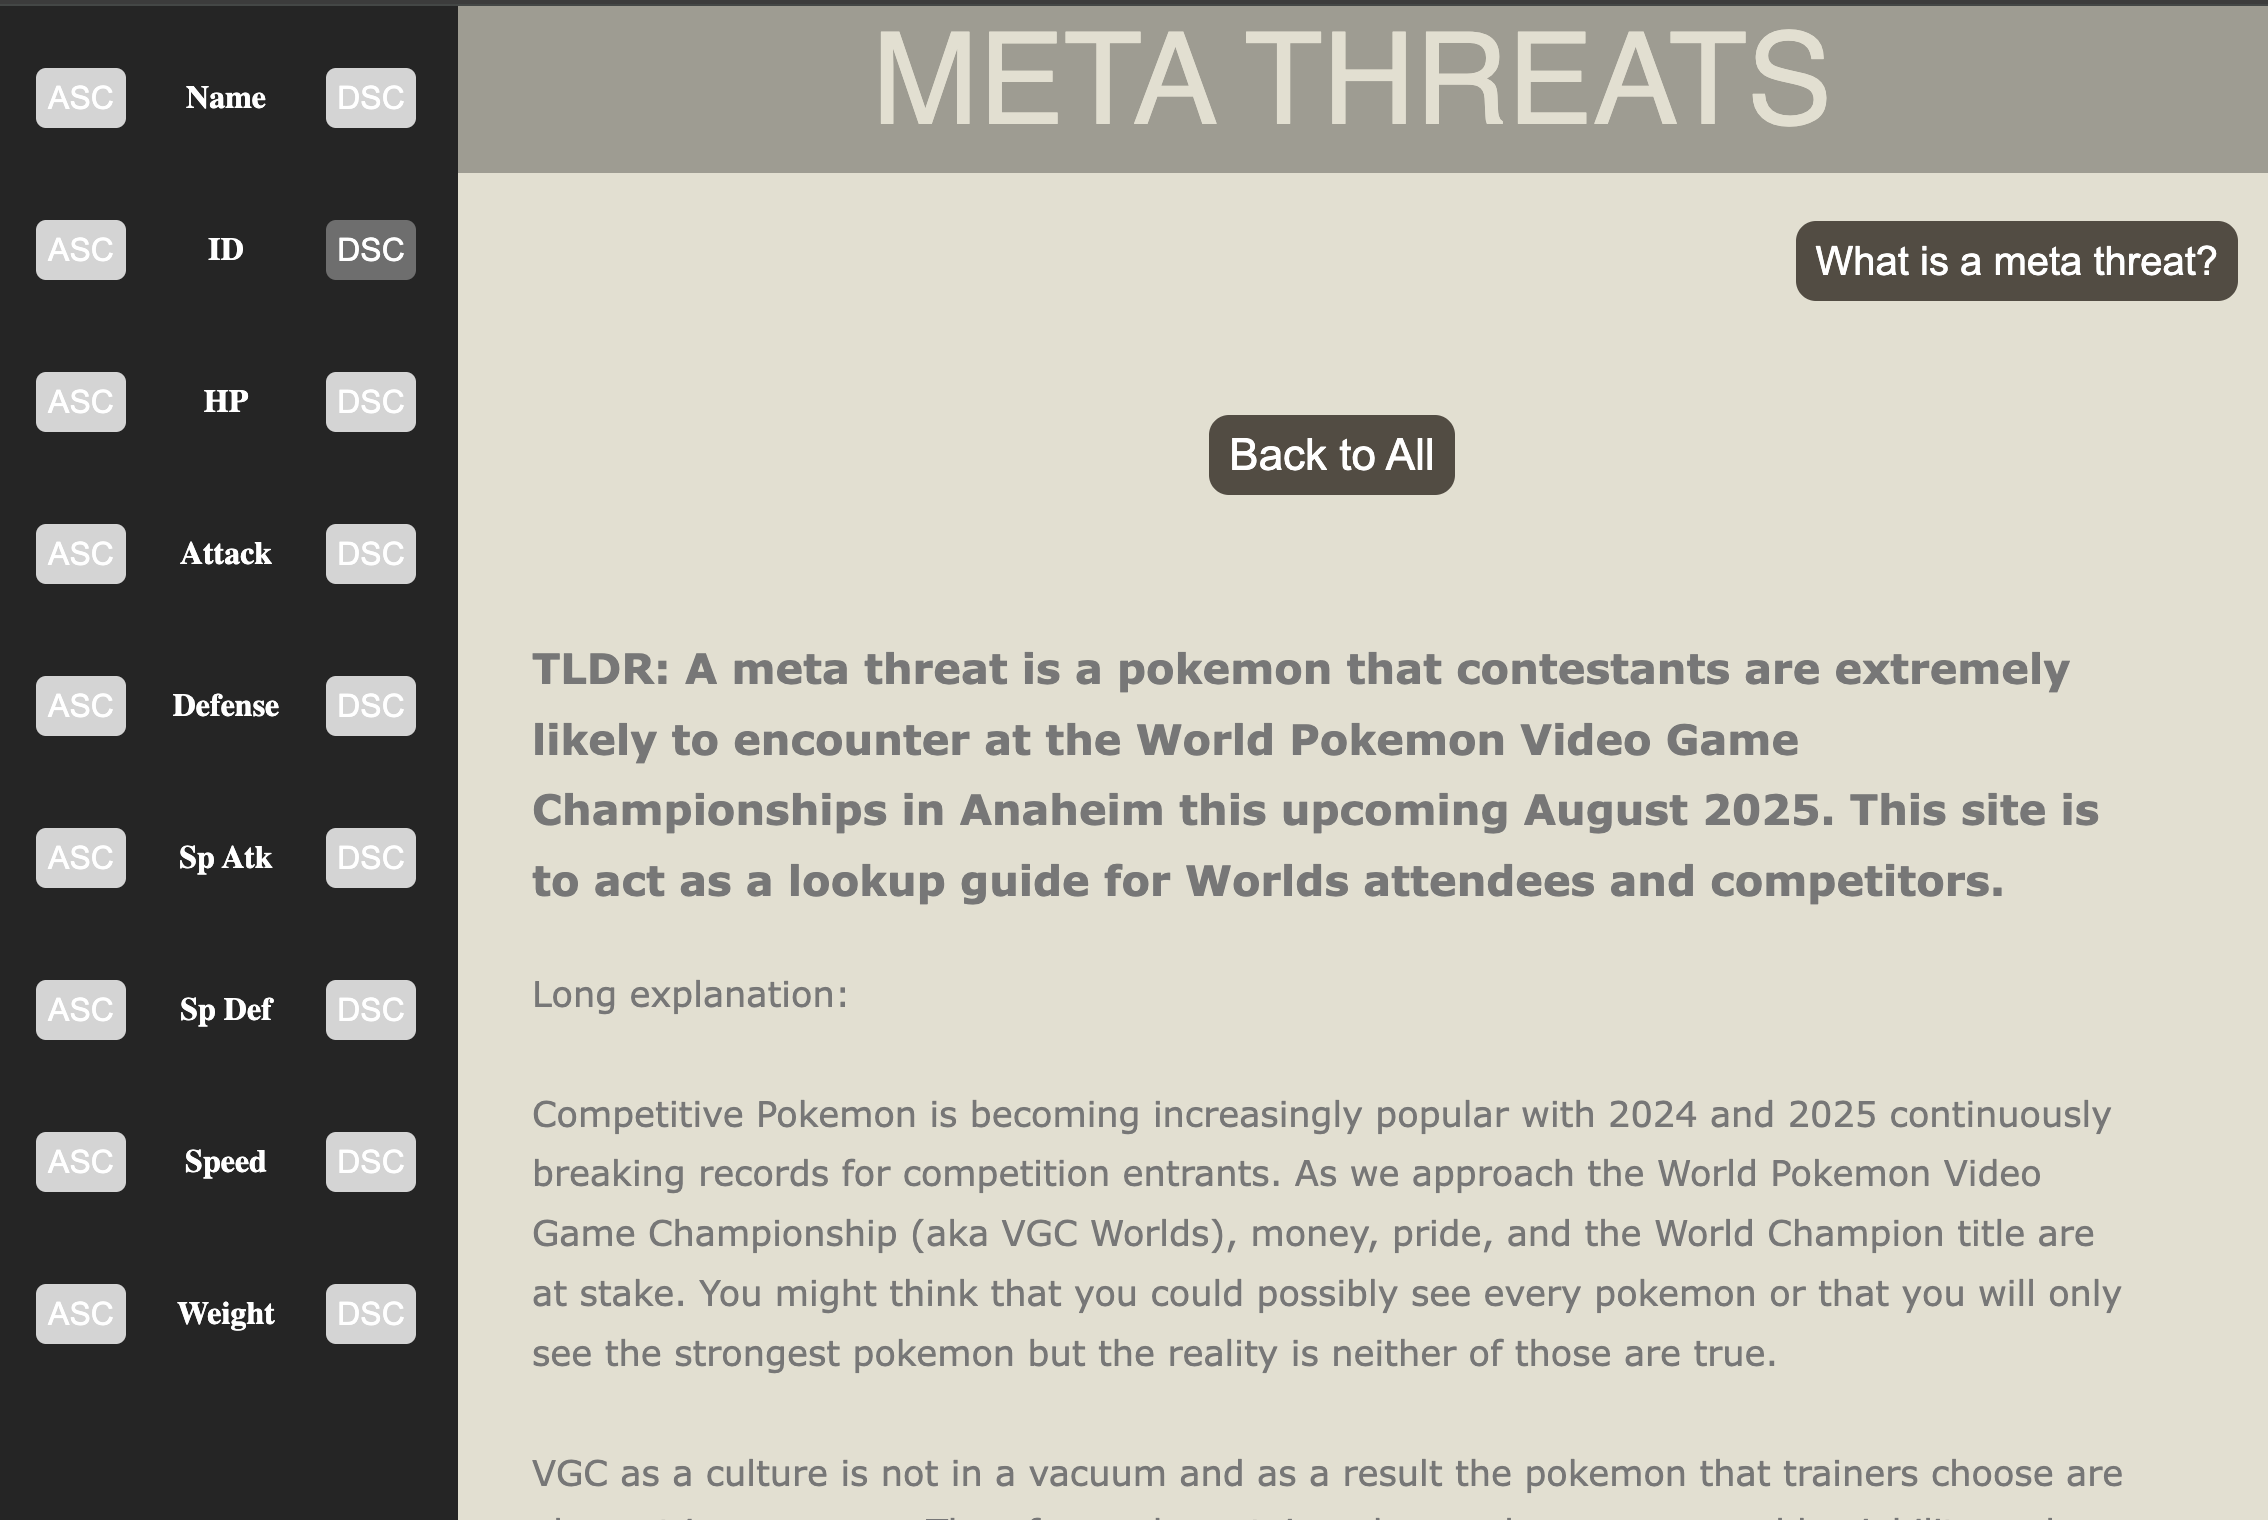 META THREATS
ASC Name DSC
ASC ID DSC
ASC HP DSC
ASC Attack DSC
ASC Defense DSC
ASC Sp Atk DSC
ASC Sp Def DSC
ASC Speed DSC
ASC Weight DSC
What is a meta threat?
Back to All
TLDR: A meta threat is a pokemon that contestants are extremely
likely to encounter at the World Pokemon Video Game
Championships in Anaheim this upcoming August 2025. This site is
to act as a lookup guide for Worlds attendees and competitors.
Long explanation:
Competitive Pokemon is becoming increasingly popular with 2024 and 2025 continuously
breaking records for competition entrants. As we approach the World Pokemon Video
Game Championship (aka VGC Worlds), money, pride, and the World Champion title are
at stake. You might think that you could possibly see every pokemon or that you will only
see the strongest pokemon but the reality is neither of those are true.
VGC as a culture is not in a vacuum and as a result the pokemon that trainers choose are